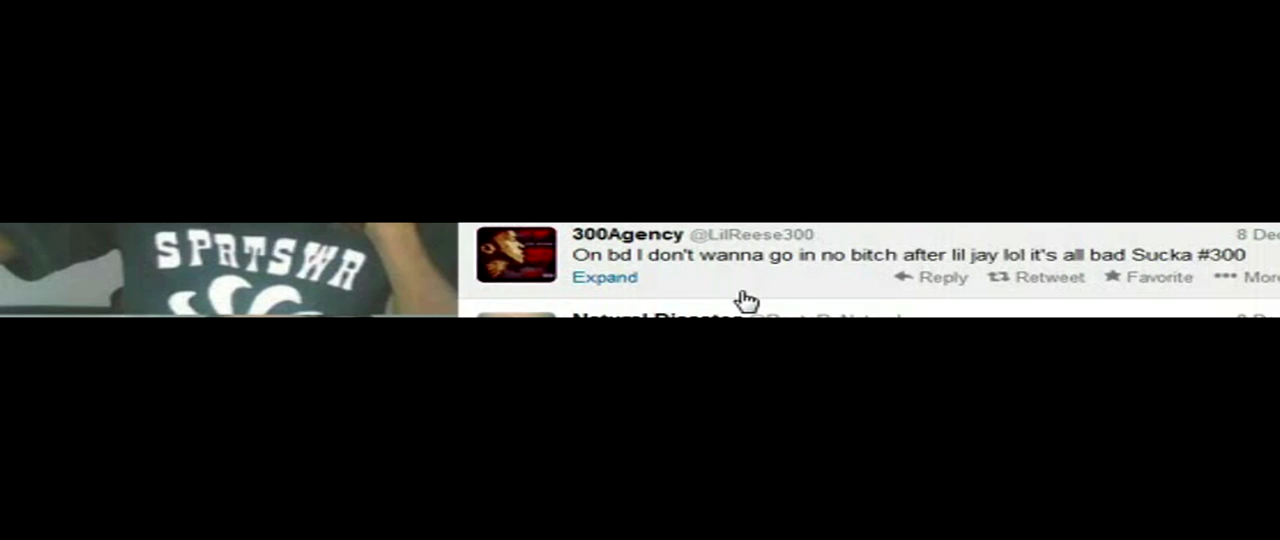 SPRTSWR
300Agency @LilReese300 8 Dec
On bd I don't wanna go in no bitch after lil jay lol it's all bad Sucka #300
Expand Reply Retweet Favorite More
Natural Disaster